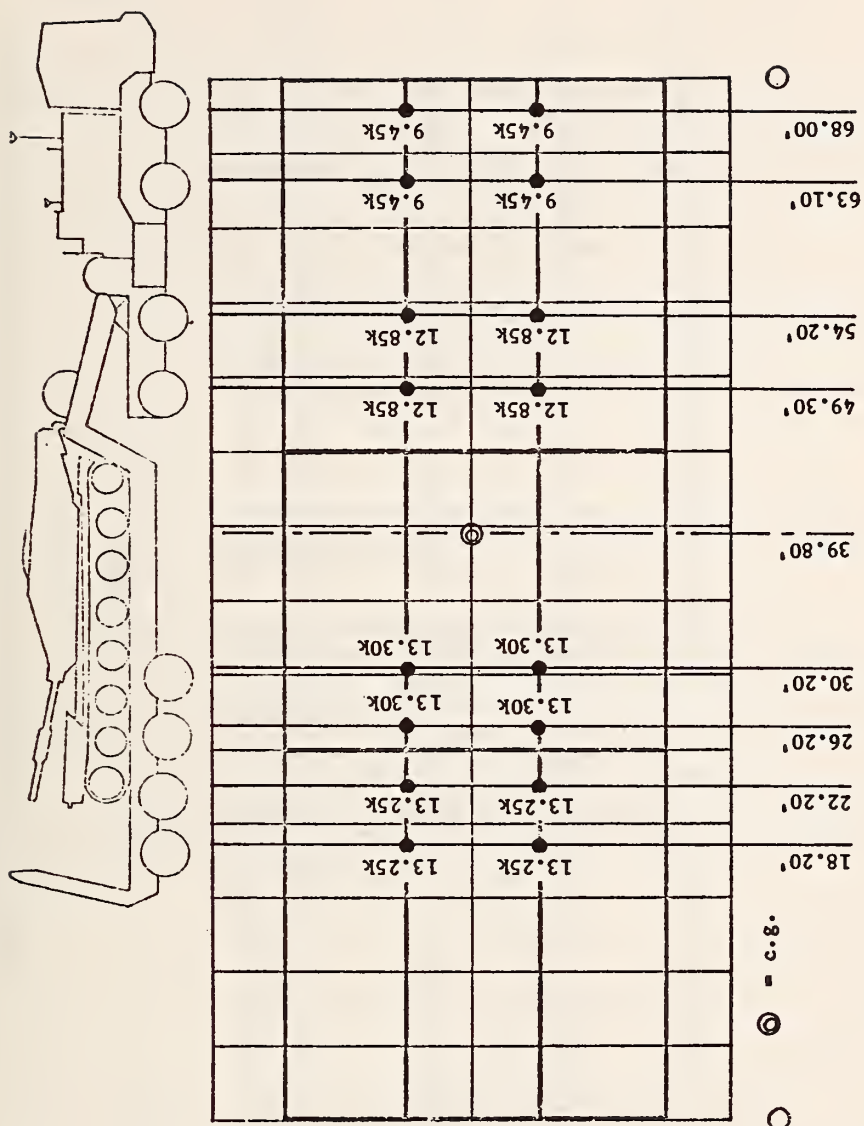 = c.g.
18.20' 13.25k 13.25k
22.20' 13.25k 13.25k
26.20' 13.30k 13.30k
30.20' 13.30k 13.30k
39.80'
49.30' 12.85k 12.85k
54.20' 12.85k 12.85k
63.10' 9.45k 9.45k
68.00' 9.45k 9.45k